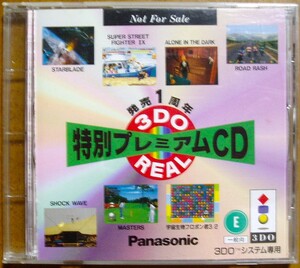 Not For Sale
STARBLADE
SUPER STREET
FIGHTER ⅡX
ALONE IN THE DARK
ROAD RASH
発売1周年
3DO
特別プレミアムCD
REAL
SHOCK WAVE
MASTERS
宇宙生物フロポン君3.2
Panasonic
E
一般向
3DO
3DO™システム専用